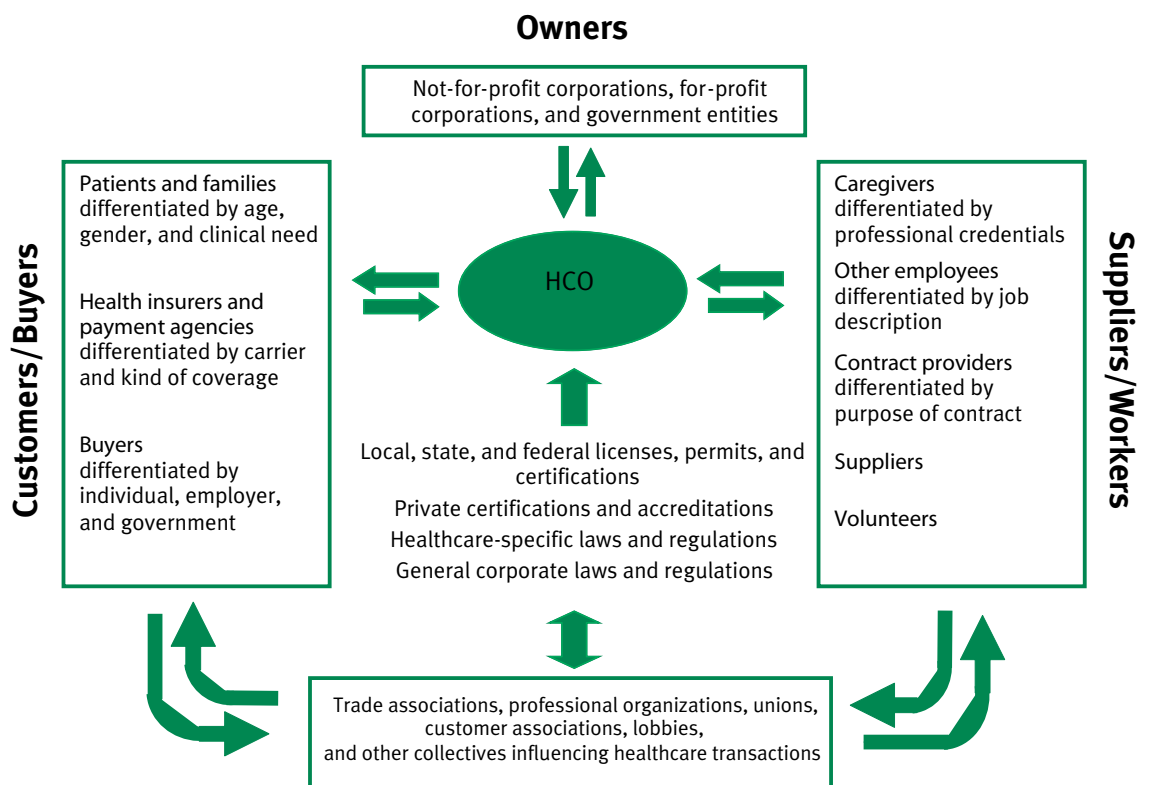 Owners
Not-for-profit corporations, for-profit
corporations, and government entities
Customers/Buyers
Patients and families
differentiated by age,
gender, and clinical need
Health insurers and
payment agencies
differentiated by carrier
and kind of coverage
Buyers
differentiated by
individual, employer,
and government
HCO
Local, state, and federal licenses, permits, and
certifications
Private certifications and accreditations
Healthcare-specific laws and regulations
General corporate laws and regulations
Caregivers
differentiated by
professional credentials
Other employees
differentiated by job
description
Contract providers
differentiated by
purpose of contract
Suppliers
Volunteers
Suppliers/Workers
Trade associations, professional organizations, unions,
customer associations, lobbies,
and other collectives influencing healthcare transactions